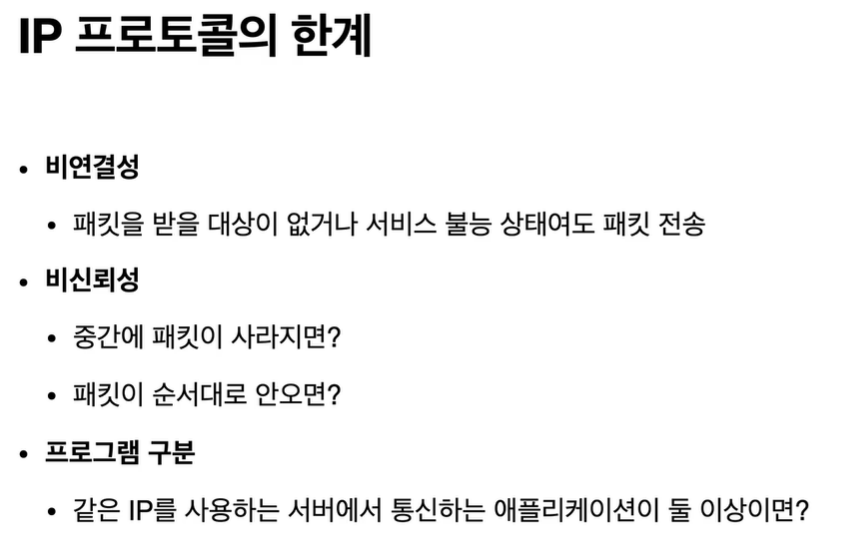 IP 프로토콜의 한계
• 비연결성
• 패킷을 받을 대상이 없거나 서비스 불능 상태여도 패킷 전송
• 비신뢰성
• 중간에 패킷이 사라지면?
• 패킷이 순서대로 안오면?
• 프로그램 구분
• 같은 IP를 사용하는 서버에서 통신하는 애플리케이션이 둘 이상이면?